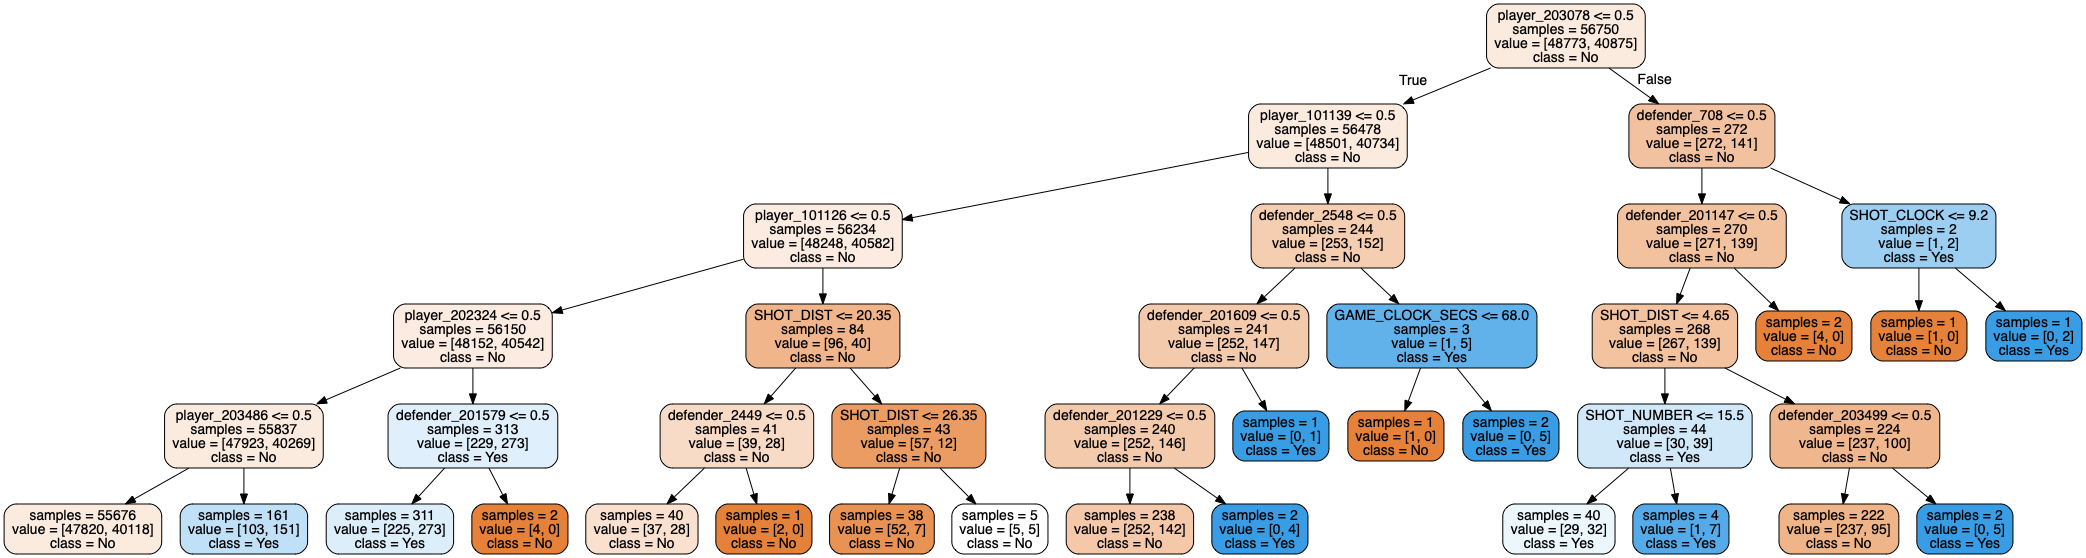 player_203078 <= 0.5
samples = 56750
value = [48773, 40875]
class = No
True
False
player_101139 <= 0.5
samples = 56478
value = [48501, 40734]
class = No
defender_708 <= 0.5
samples = 272
value = [272, 141]
class = No
player_101126 <= 0.5
samples = 56234
value = [48248, 40582]
class = No
defender_2548 <= 0.5
samples = 244
value = [253, 152]
class = No
defender_201147 <= 0.5
samples = 270
value = [271, 139]
class = No
SHOT_CLOCK <= 9.2
samples = 2
value = [1, 2]
class = Yes
player_202324 <= 0.5
samples = 56150
value = [48152, 40542]
class = No
SHOT_DIST <= 20.35
samples = 84
value = [96, 40]
class = No
defender_201609 <= 0.5
samples = 241
value = [252, 147]
class = No
GAME_CLOCK_SECS <= 68.0
samples = 3
value = [1, 5]
class = Yes
SHOT_DIST <= 4.65
samples = 268
value = [267, 139]
class = No
samples = 2
value = [4, 0]
class = No
samples = 1
value = [1, 0]
class = No
samples = 1
value = [0, 2]
class = Yes
player_203486 <= 0.5
samples = 55837
value = [47923, 40269]
class = No
defender_201579 <= 0.5
samples = 313
value = [229, 273]
class = Yes
defender_2449 <= 0.5
samples = 41
value = [39, 28]
class = No
SHOT_DIST <= 26.35
samples = 43
value = [57, 12]
class = No
defender_201229 <= 0.5
samples = 240
value = [252, 146]
class = No
samples = 1
value = [0, 1]
class = Yes
samples = 1
value = [1, 0]
class = No
samples = 2
value = [0, 5]
class = Yes
SHOT_NUMBER <= 15.5
samples = 44
value = [30, 39]
class = Yes
defender_203499 <= 0.5
samples = 224
value = [237, 100]
class = No
samples = 55676
value = [47820, 40118]
class = No
samples = 161
value = [103, 151]
class = Yes
samples = 311
value = [225, 273]
class = Yes
samples = 2
value = [4, 0]
class = No
samples = 40
value = [37, 28]
class = No
samples = 1
value = [2, 0]
class = No
samples = 38
value = [52, 7]
class = No
samples = 5
value = [5, 5]
class = No
samples = 238
value = [252, 142]
class = No
samples = 2
value = [0, 4]
class = Yes
samples = 40
value = [29, 32]
class = Yes
samples = 4
value = [1, 7]
class = Yes
samples = 222
value = [237, 95]
class = No
samples = 2
value = [0, 5]
class = Yes